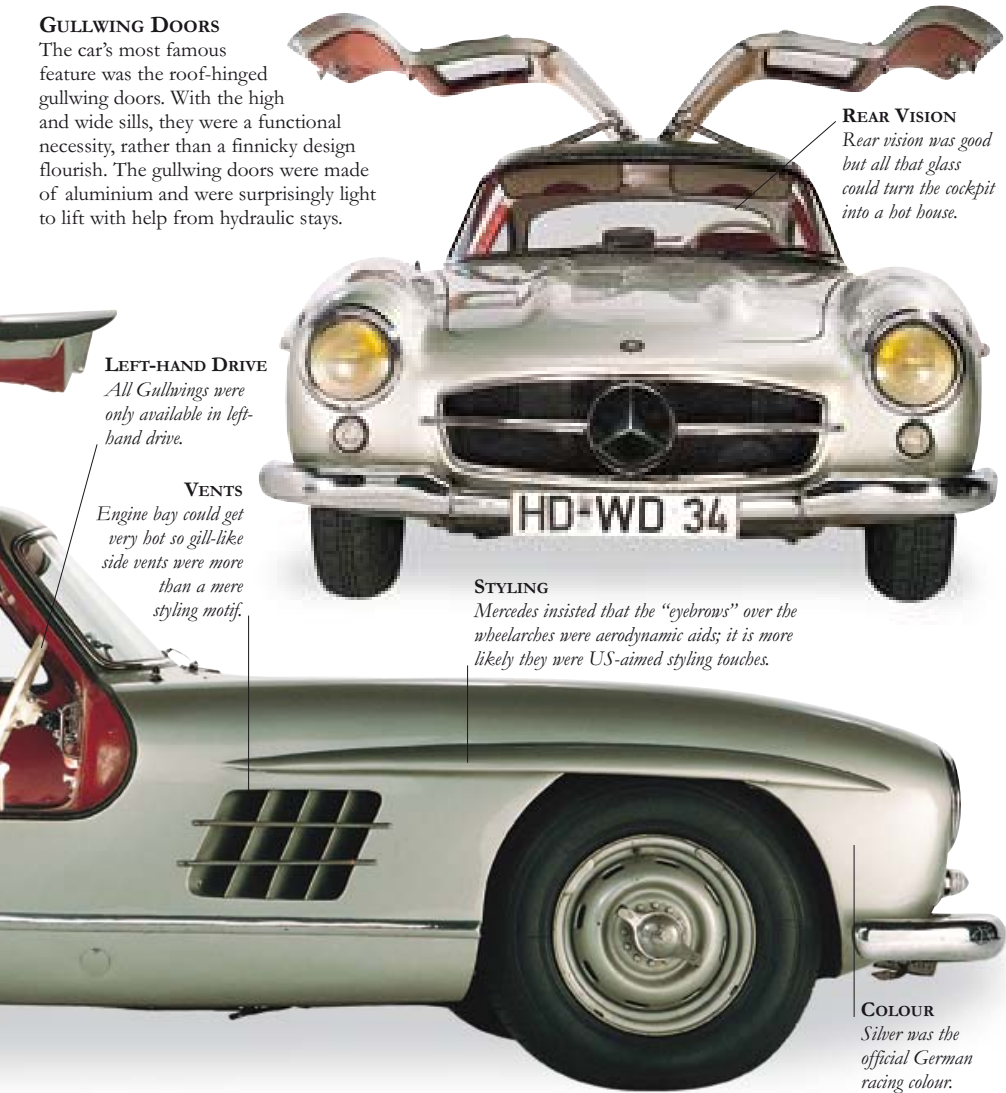 GULLWING DOORS
The car's most famous
feature was the roof-hinged
gullwing doors. With the high
and wide sills, they were a functional
necessity, rather than a finnicky design
flourish. The gullwing doors were made
of aluminium and were surprisingly light
to lift with help from hydraulic stays.
REAR VISION
Rear vision was good
but all that glass
could turn the cockpit
into a hot house.
LEFT-HAND DRIVE
All Gullwings were
only available in left-
hand drive.
VENTS
Engine bay could get
very hot so gill-like
side vents were more
than a mere
styling motif.
HD-WD 34
STYLING
Mercedes insisted that the “eyebrows” over the
wheelarches were aerodynamic aids; it is more
likely they were US-aimed styling touches.
COLOUR
Silver was the
official German
racing colour.